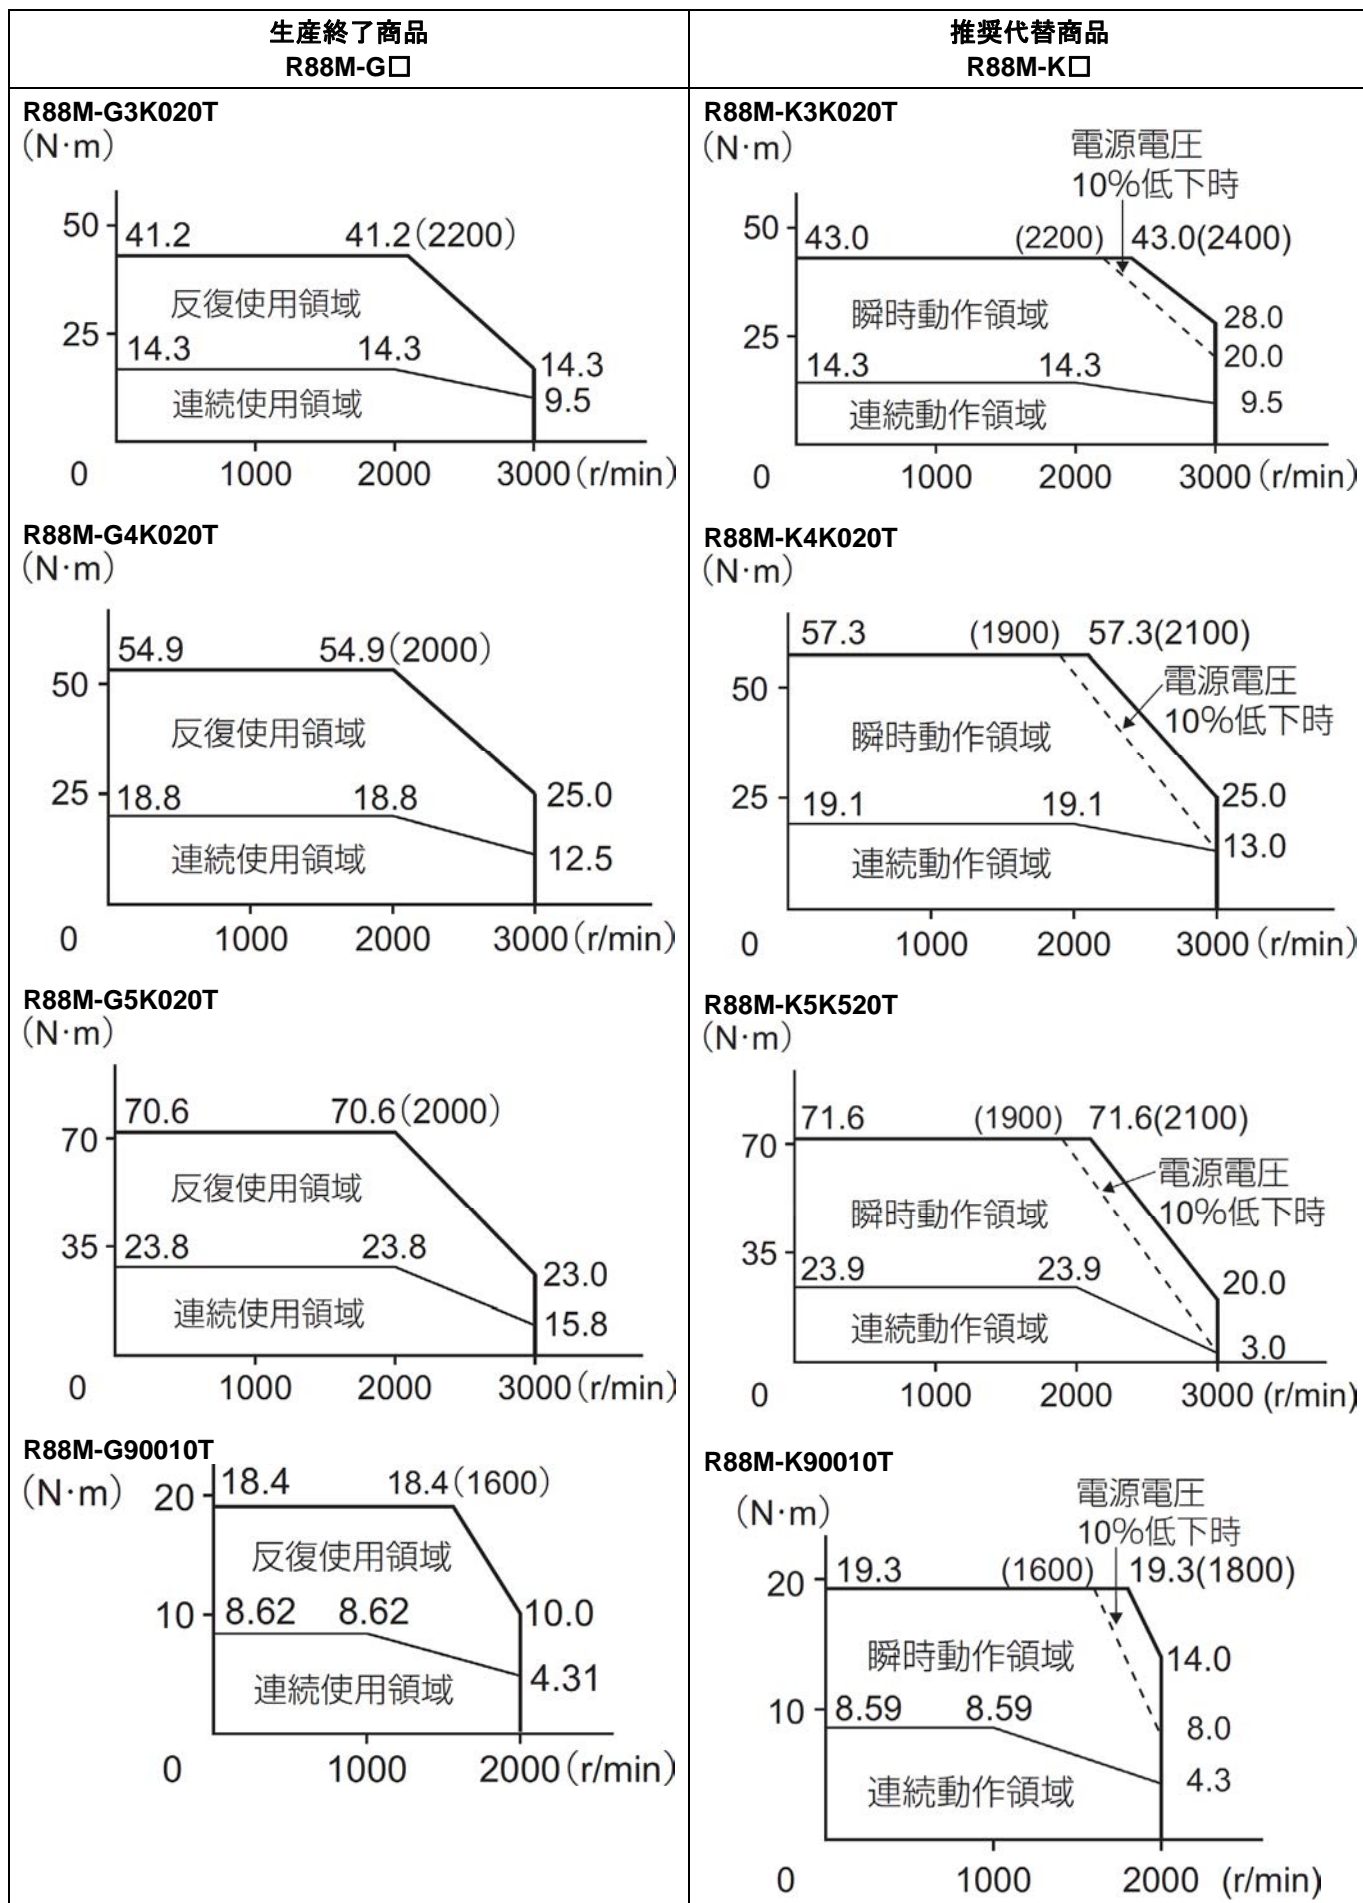 生産終了商品
R88M-G□
推奨代替商品
R88M-K□
R88M-G3K020T
(N·m)
50
41.2
41.2(2200)
反復使用領域
25
14.3
14.3
14.3
連続使用領域
9.5
0
1000
2000
3000(r/min)
R88M-K3K020T
(N·m)
電源電圧
10%低下時
50
43.0
(2200)
43.0(2400)
瞬時動作領域
28.0
25
20.0
14.3
14.3
連続動作領域
9.5
0
1000
2000
3000(r/min)
R88M-G4K020T
(N·m)
54.9
54.9(2000)
50
反復使用領域
25
18.8
18.8
25.0
連続使用領域
12.5
0
1000
2000
3000(r/min)
R88M-K4K020T
(N·m)
57.3
(1900)
57.3(2100)
50
電源電圧
10%低下時
瞬時動作領域
25
19.1
19.1
25.0
連続動作領域
13.0
0
1000
2000
3000(r/min)
R88M-G5K020T
(N·m)
70
70.6
70.6(2000)
反復使用領域
35
23.8
23.8
23.0
連続使用領域
15.8
0
1000
2000
3000(r/min)
R88M-K5K520T
(N·m)
71.6
(1900)
71.6(2100)
70
電源電圧
10%低下時
瞬時動作領域
35
23.9
23.9
20.0
連続動作領域
3.0
0
1000
2000
3000 (r/min)
R88M-G90010T
(N·m)
20
18.4
18.4(1600)
反復使用領域
10
8.62
8.62
10.0
連続使用領域
4.31
0
1000
2000(r/min)
R88M-K90010T
(N·m)
電源電圧
10%低下時
20
19.3
(1600)
19.3(1800)
瞬時動作領域
14.0
10
8.59
8.59
8.0
連続動作領域
4.3
0
1000
2000 (r/min)